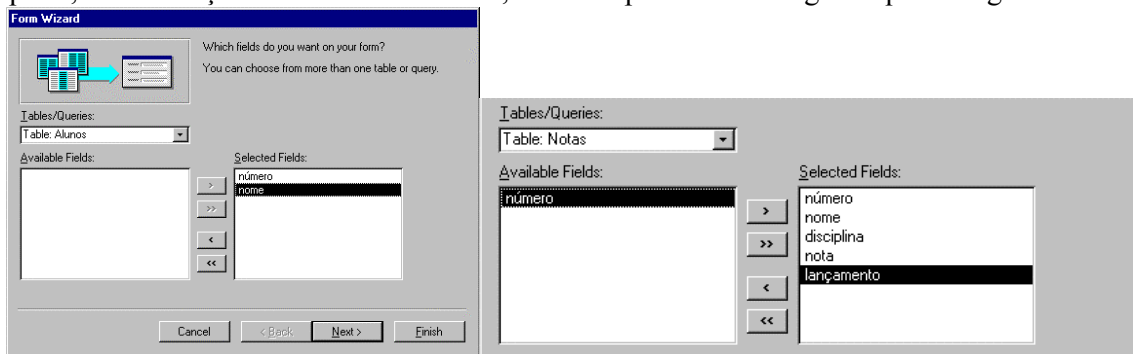 Form Wizard
Which fields do you want on your form?
You can choose from more than one table or query.
Tables/Queries:
Table: Alunos
Available Fields:
Selected Fields:
número
nome
>
>>
<
<<
Cancel
< Back
Next >
Finish
Tables/Queries:
Table: Notas
Available Fields:
Selected Fields:
número
número
nome
disciplina
nota
lançamento
>
>>
<
<<